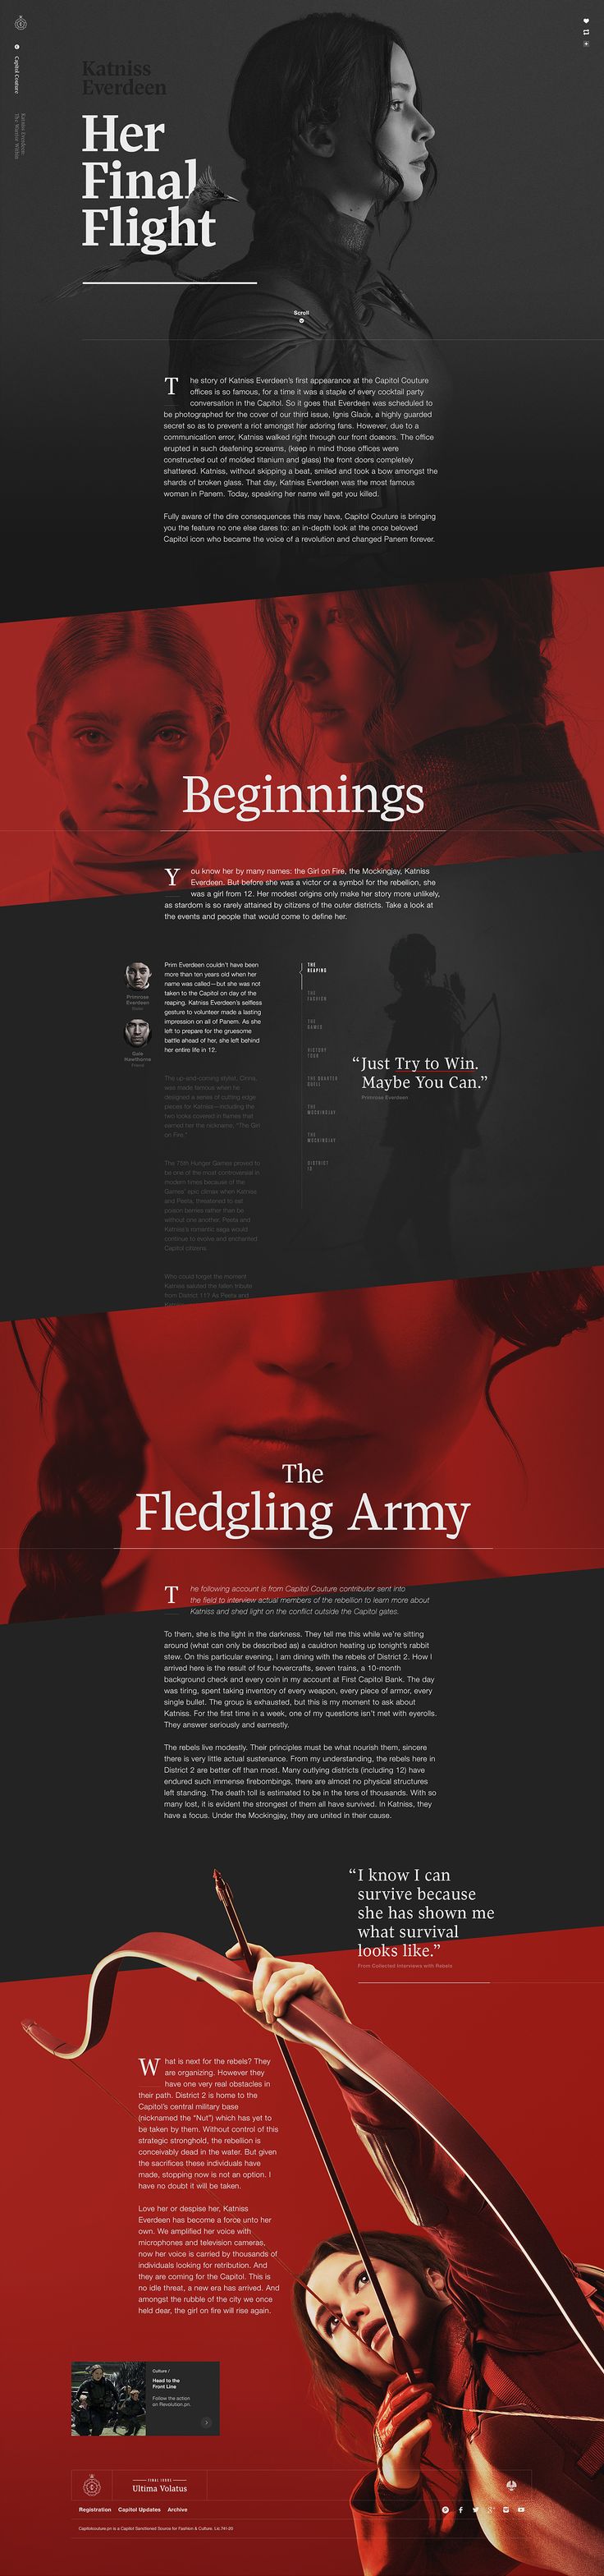 Capitol Couture
Katniss Everdeen
The Warrior Within
Katniss
Everdeen
Her
Final
Flight
Scroll
The story of Katniss Everdeen's first appearance at the Capitol Couture
offices is so famous, for a time it was a staple of every cocktail party
conversation in the Capitol. So it goes that Everdeen was scheduled to
be photographed for the cover of our third issue, Ignis Glace, a highly guarded
secret so as to prevent a riot amongst her adoring fans. However, due to a
communication error, Katniss walked right through our front doæors. The office
erupted in such deafening screams, (keep in mind those offices were
constructed out of molded titanium and glass) the front doors completely
shattered. Katniss, without skipping a beat, smiled and took a bow amongst the
shards of broken glass. That day, Katniss Everdeen was the most famous
woman in Panem. Today, speaking her name will get you killed.
Fully aware of the dire consequences this may have, Capitol Couture is bringing
you the feature no one else dares to: an in-depth look at the once beloved
Capitol icon who became the voice of a revolution and changed Panem forever.
Beginnings
You know her by many names: the Girl on Fire, the Mockingjay, Katniss
Everdeen. But before she was a victor or a symbol for the rebellion, she
was a girl from 12. Her modest origins only make her story more unlikely,
as stardom is so rarely attained by citizens of the outer districts. Take a look at
the events and people that would come to define her.
Primrose
Everdeen
Sister
Gale
Hawthorne
Friend
Prim Everdeen couldn't have been
more than ten years old when her
name was called—but she was not
taken to the Capitol on day of the
reaping. Katniss Everdeen's selfless
gesture to volunteer made a lasting
impression on all of Panem. As she
left to prepare for the gruesome
battle ahead of her, she left behind
her entire life in 12.
The up-and-coming stylist, Cinna,
was made famous when he
designed a series of cutting edge
pieces for Katniss—including the
two looks covered in flames that
earned her the nickname, "The Girl
on Fire."
The 75th Hunger Games proved to
be one of the most controversial in
modern times because of the
Games' epic climax when Katniss
and Peeta, threatened to eat
poison berries rather than be
without one another. Peeta and
Katniss's romantic saga would
continue to evolve and enchanted
Capitol citizens.
Who could forget the moment
Katniss saluted the fallen tribute
from District 11? As Peeta and
THE
REAPING
THE
FASHION
THE
GAMES
VICTORY
TOUR
THE QUARTER
QUELL
THE
MOCKINGJAY
THE
MOCKINGJAY
DISTRICT
13
“Just Try to Win.
Maybe You Can.”
Primrose Everdeen
The
Fledgling Army
The following account is from Capitol Couture contributor sent into
the field to interview actual members of the rebellion to learn more about
Katniss and shed light on the conflict outside the Capitol gates.
To them, she is the light in the darkness. They tell me this while we're sitting
around (what can only be described as) a cauldron heating up tonight's rabbit
stew. On this particular evening, I am dining with the rebels of District 2. How I
arrived here is the result of four hovercrafts, seven trains, a 10-month
background check and every coin in my account at First Capitol Bank. The day
was tiring, spent taking inventory of every weapon, every piece of armor, every
single bullet. The group is exhausted, but this is my moment to ask about
Katniss. For the first time in a week, one of my questions isn't met with eyerolls.
They answer seriously and earnestly.
The rebels live modestly. Their principles must be what nourish them, sincere
there is very little actual sustenance. From my understanding, the rebels here in
District 2 are better off than most. Many outlying districts (including 12) have
endured such immense firebombings, there are almost no physical structures
left standing. The death toll is estimated to be in the tens of thousands. With so
many lost, it is evident the strongest of them all have survived. In Katniss, they
have a focus. Under the Mockingjay, they are united in their cause.
“I know I can
survive because
she has shown me
what survival
looks like.”
From Collected Interviews with Rebels
What is next for the rebels? They
are organizing. However they
have one very real obstacles in
their path. District 2 is home to the
Capitol's central military base
(nicknamed the “Nut”) which has yet to
be taken by them. Without control of this
strategic stronghold, the rebellion is
conceivably dead in the water. But given
the sacrifices these individuals have
made, stopping now is not an option. I
have no doubt it will be taken.
Love her or despise her, Katniss
Everdeen has become a force unto her
own. We amplified her voice with
microphones and television cameras,
now her voice is carried by thousands of
individuals looking for retribution. And
they are coming for the Capitol. This is
no idle threat, a new era has arrived. And
amongst the rubble of the city we once
held dear, the girl on fire will rise again.
Culture /
Head to the
Front Line
Follow the action
on Revolution.pn.
FINAL ISSUE
Ultima Volatus
Registration Capitol Updates Archive
Capitolcouture.pn is a Capitol Sanctioned Source for Fashion & Culture. Lic.741-23